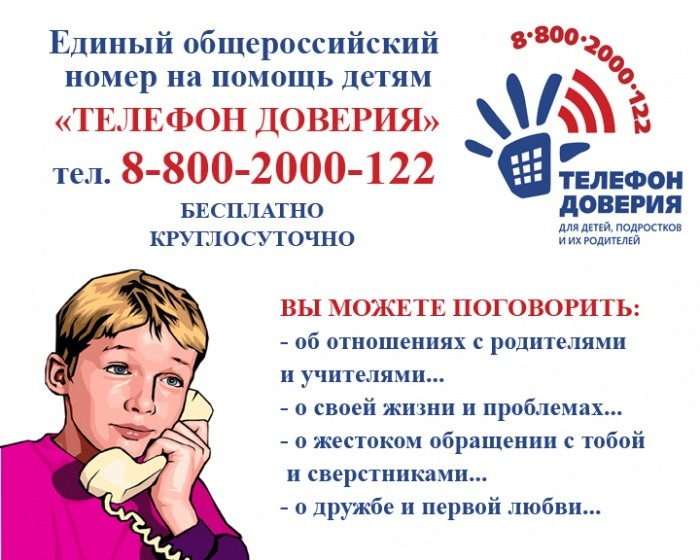 Единый общероссийский
номер на помощь детям
«ТЕЛЕФОН ДОВЕРИЯ»
тел. 8-800-2000-122
БЕСПЛАТНО
КРУГЛОСУТОЧНО
8·800·2000·122
ТЕЛЕФОН
ДОВЕРИЯ
ДЛЯ ДЕТЕЙ, ПОДРОСТКОВ
И ИХ РОДИТЕЛЕЙ
ВЫ МОЖЕТЕ ПОГОВОРИТЬ:
- об отношениях с родителями
и учителями...
- о своей жизни и проблемах...
- о жестоком обращении с тобой
и сверстниками...
- о дружбе и первой любви...